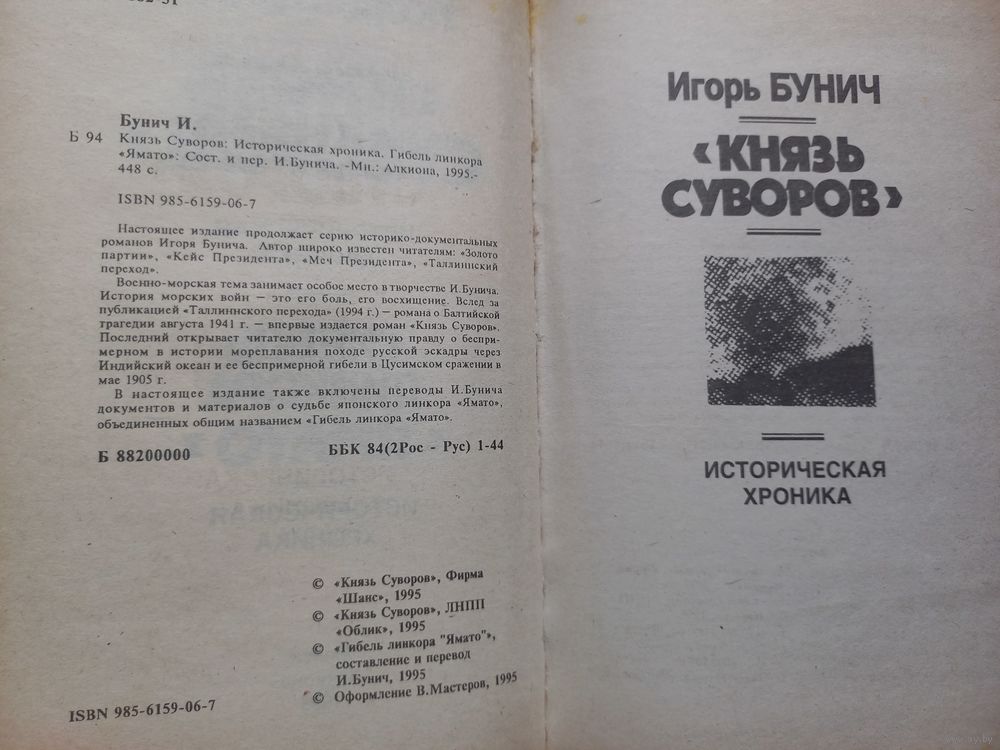 Бунич И.
Б 94 Князь Суворов: Историческая хроника. Гибель линкора
«Ямато»: Сост. и пер. И.Бунича. -Мн.: Алкиона, 1995.-
448 с.
ISBN 985-6159-06-7
Настоящее издание продолжает серию историко-документальных
романов Игоря Бунича. Автор широко известен читателям: «Золото
партии», «Кейс Президента», «Меч Президента», «Таллиннский
переход».
Военно-морская тема занимает особое место в творчестве И.Бунича.
История морских войн — это его боль, его восхищение. Вслед за
публикацией «Таллиннского перехода» (1994 г.) — романа о Балтийской
трагедии августа 1941 г. — впервые издается роман «Князь Суворов».
Последний открывает читателю документальную правду о беспри-
мерном в истории мореплавания походе русской эскадры через
Индийский океан и ее беспримерной гибели в Цусимском сражении в
мае 1905 г.
В настоящее издание также включены переводы И.Бунича
документов и материалов о судьбе японского линкора «Ямато»,
объединенных общим названием «Гибель линкора «Ямато».
Б 88200000 ББК 84(2Рос - Рус) 1-44
© «Князь Суворов», Фирма
«Шанс», 1995
© «Князь Суворов», ЛНПП
«Облик», 1995
© «Гибель линкора "Ямато"»,
составление и перевод
И.Бунич, 1995
© Оформление В.Мастеров, 1995
ISBN 985-6159-06-7
Игорь БУНИЧ
«КНЯЗЬ
СУВОРОВ»
ИСТОРИЧЕСКАЯ
ХРОНИКА